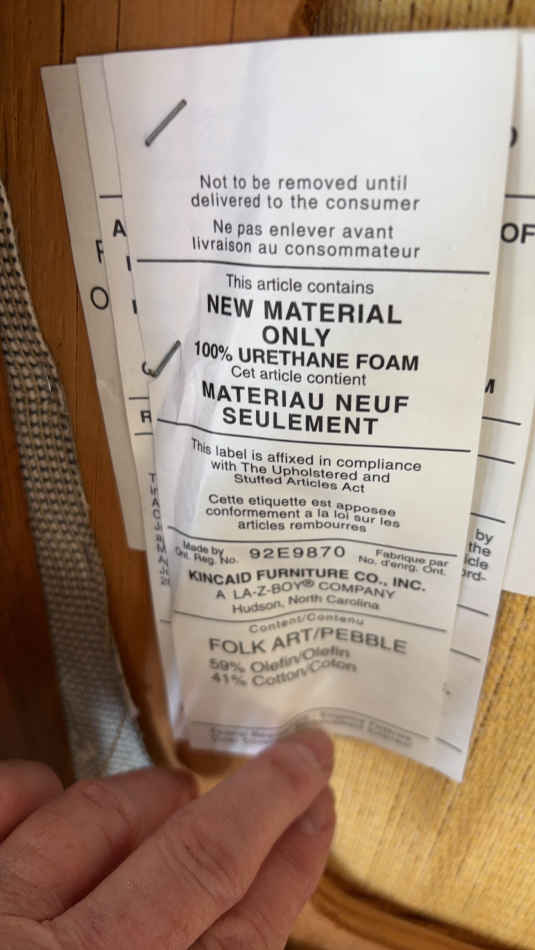 Not to be removed until
delivered to the consumer
Ne pas enlever avant
livraison au consommateur
This article contains
NEW MATERIAL
ONLY
100% URETHANE FOAM
Cet article contient
MATERIAU NEUF
SEULEMENT
This label is affixed in compliance
with The Upholstered and
Stuffed Articles Act
Cette etiquette est apposee
conformement a la loi sur les
articles rembourres
Made by
Ont. Reg. No. 92E9870 Fabrique par
No. d'enrg. Ont.
KINCAID FURNITURE CO., INC.
A LA-Z-BOY® COMPANY
Hudson, North Carolina
Content/Contenu
FOLK ART/PEBBLE
59% Olefin/Olefin
41% Cotton/Coton
OF
by
the